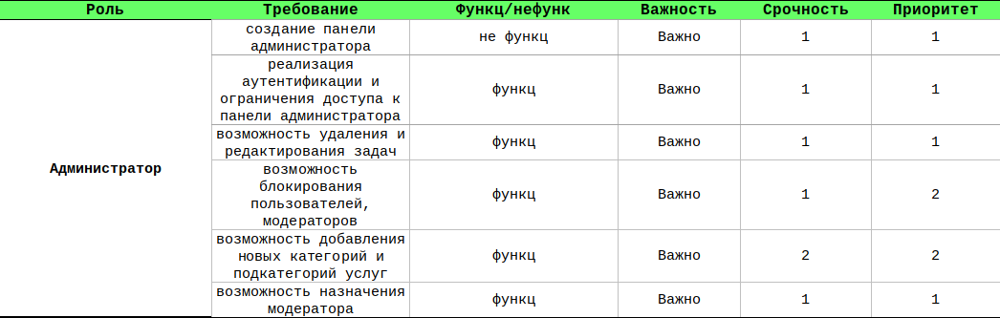 Роль Требование Функц/нефунк Важность Срочность Приоритет
Администратор
создание панели
администратора
не функц Важно 1 1
реализация
аутентификации и
ограничения доступа к
панели администратора
функц Важно 1 1
возможность удаления и
редактирования задач
функц Важно 1 1
возможность
блокирования
пользователей,
модераторов
функц Важно 1 2
возможность добавления
новых категорий и
подкатегорий услуг
функц Важно 2 2
возможность назначения
модератора
функц Важно 1 1